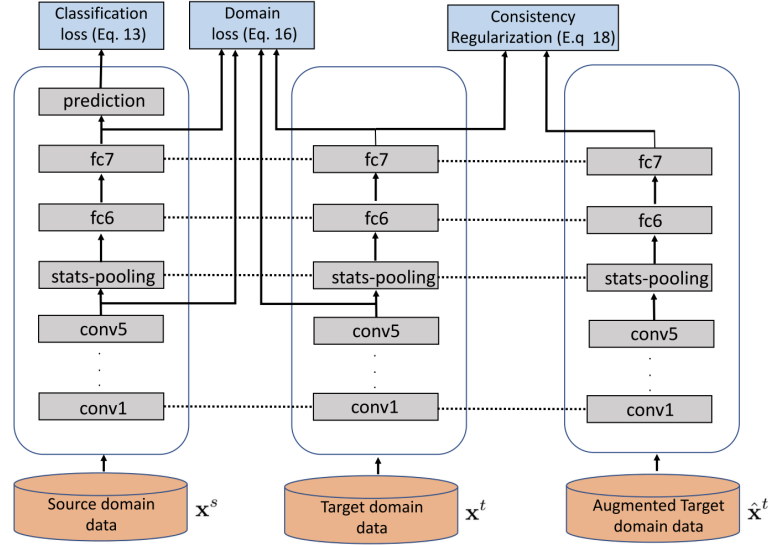 Classification
loss (Eq. 13)
Domain
loss (Eq. 16)
Consistency
Regularization (E.q 18)
prediction
fc7
fc6
stats-pooling
conv5
.
.
.
conv1
Source domain
data
x^s
fc7
fc6
stats-pooling
conv5
.
.
.
conv1
Target domain
data
x^t
fc7
fc6
stats-pooling
conv5
.
.
.
conv1
Augmented Target
domain data
x̂^t